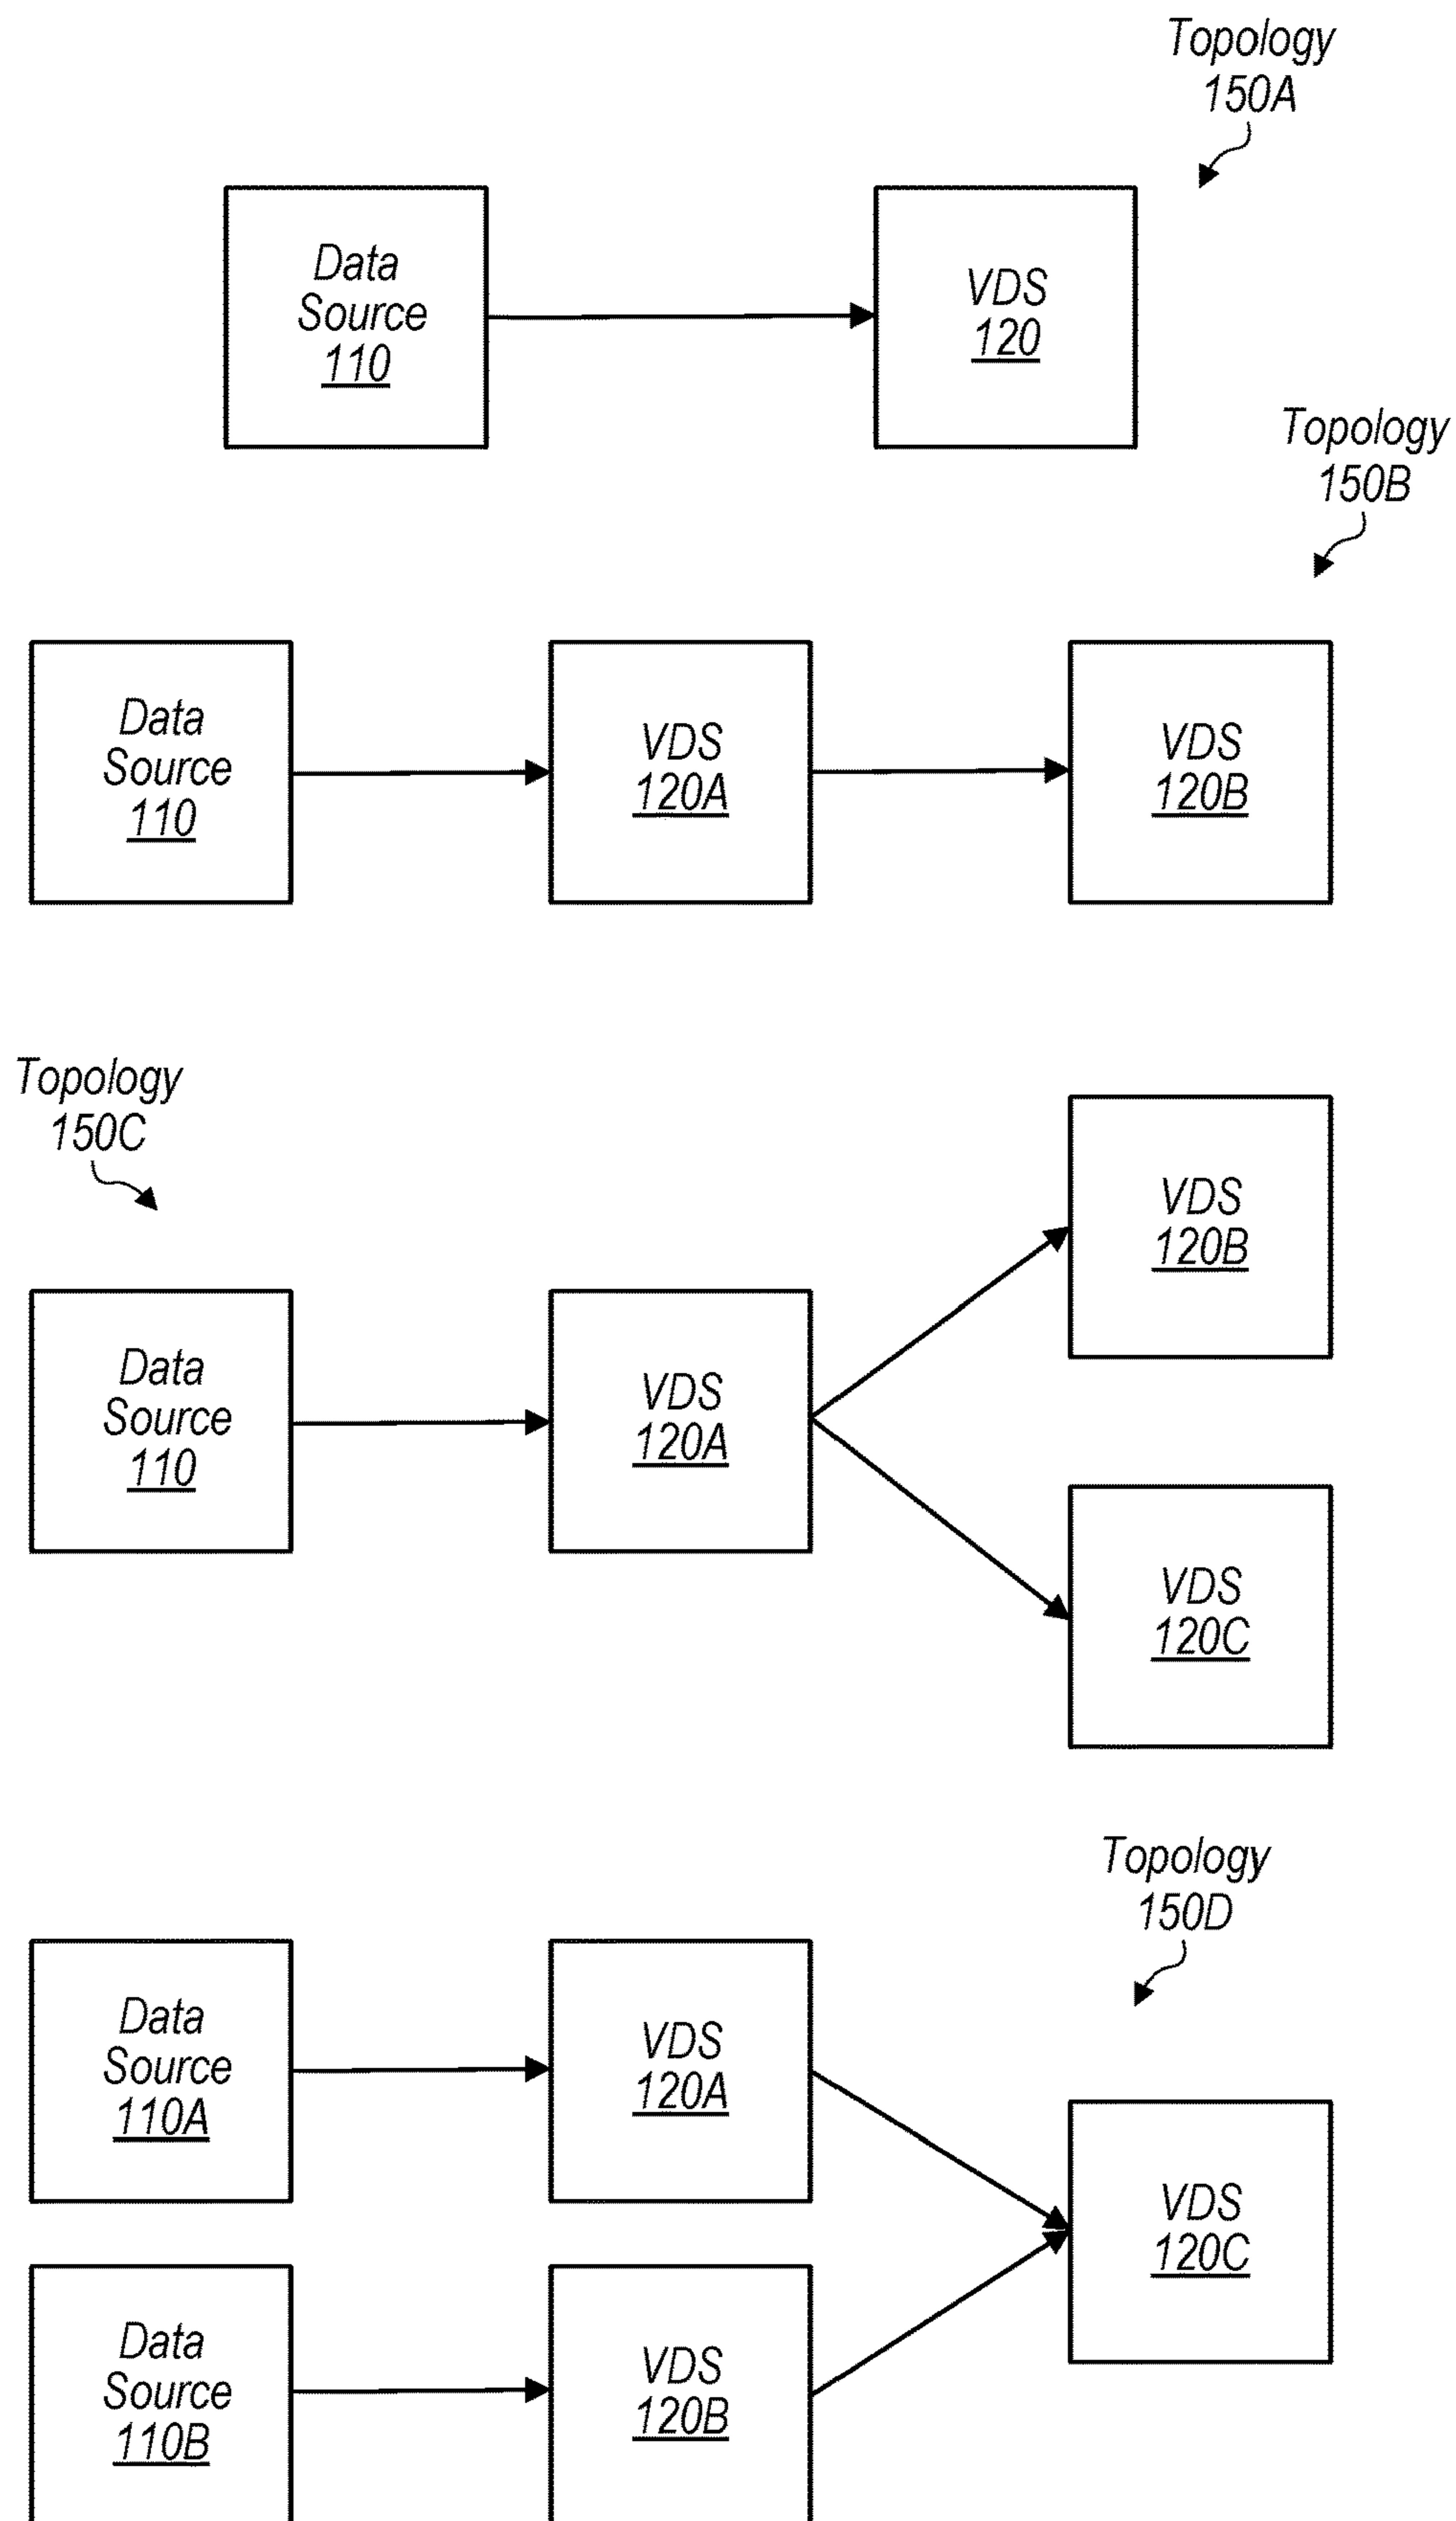 Topology
150A
Data
Source
110
VDS
120
Topology
150B
Data
Source
110
VDS
120A
VDS
120B
Topology
150C
Data
Source
110
VDS
120A
VDS
120B
VDS
120C
Topology
150D
Data
Source
110A
VDS
120A
Data
Source
110B
VDS
120B
VDS
120C